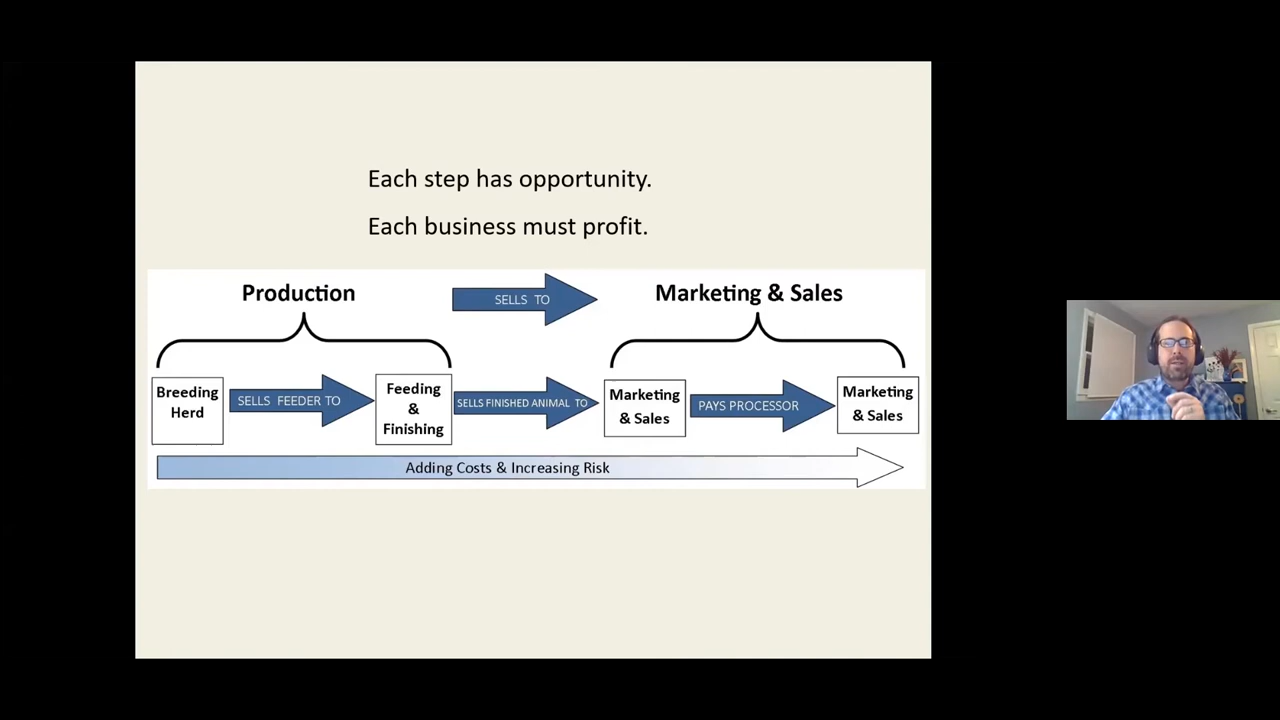 Each step has opportunity.
Each business must profit.
Production
SELLS TO
Marketing & Sales
Breeding
Herd
SELLS FEEDER TO
Feeding
&
Finishing
SELLS FINISHED ANIMAL TO
Marketing
& Sales
PAYS PROCESSOR
Marketing
& Sales
Adding Costs & Increasing Risk